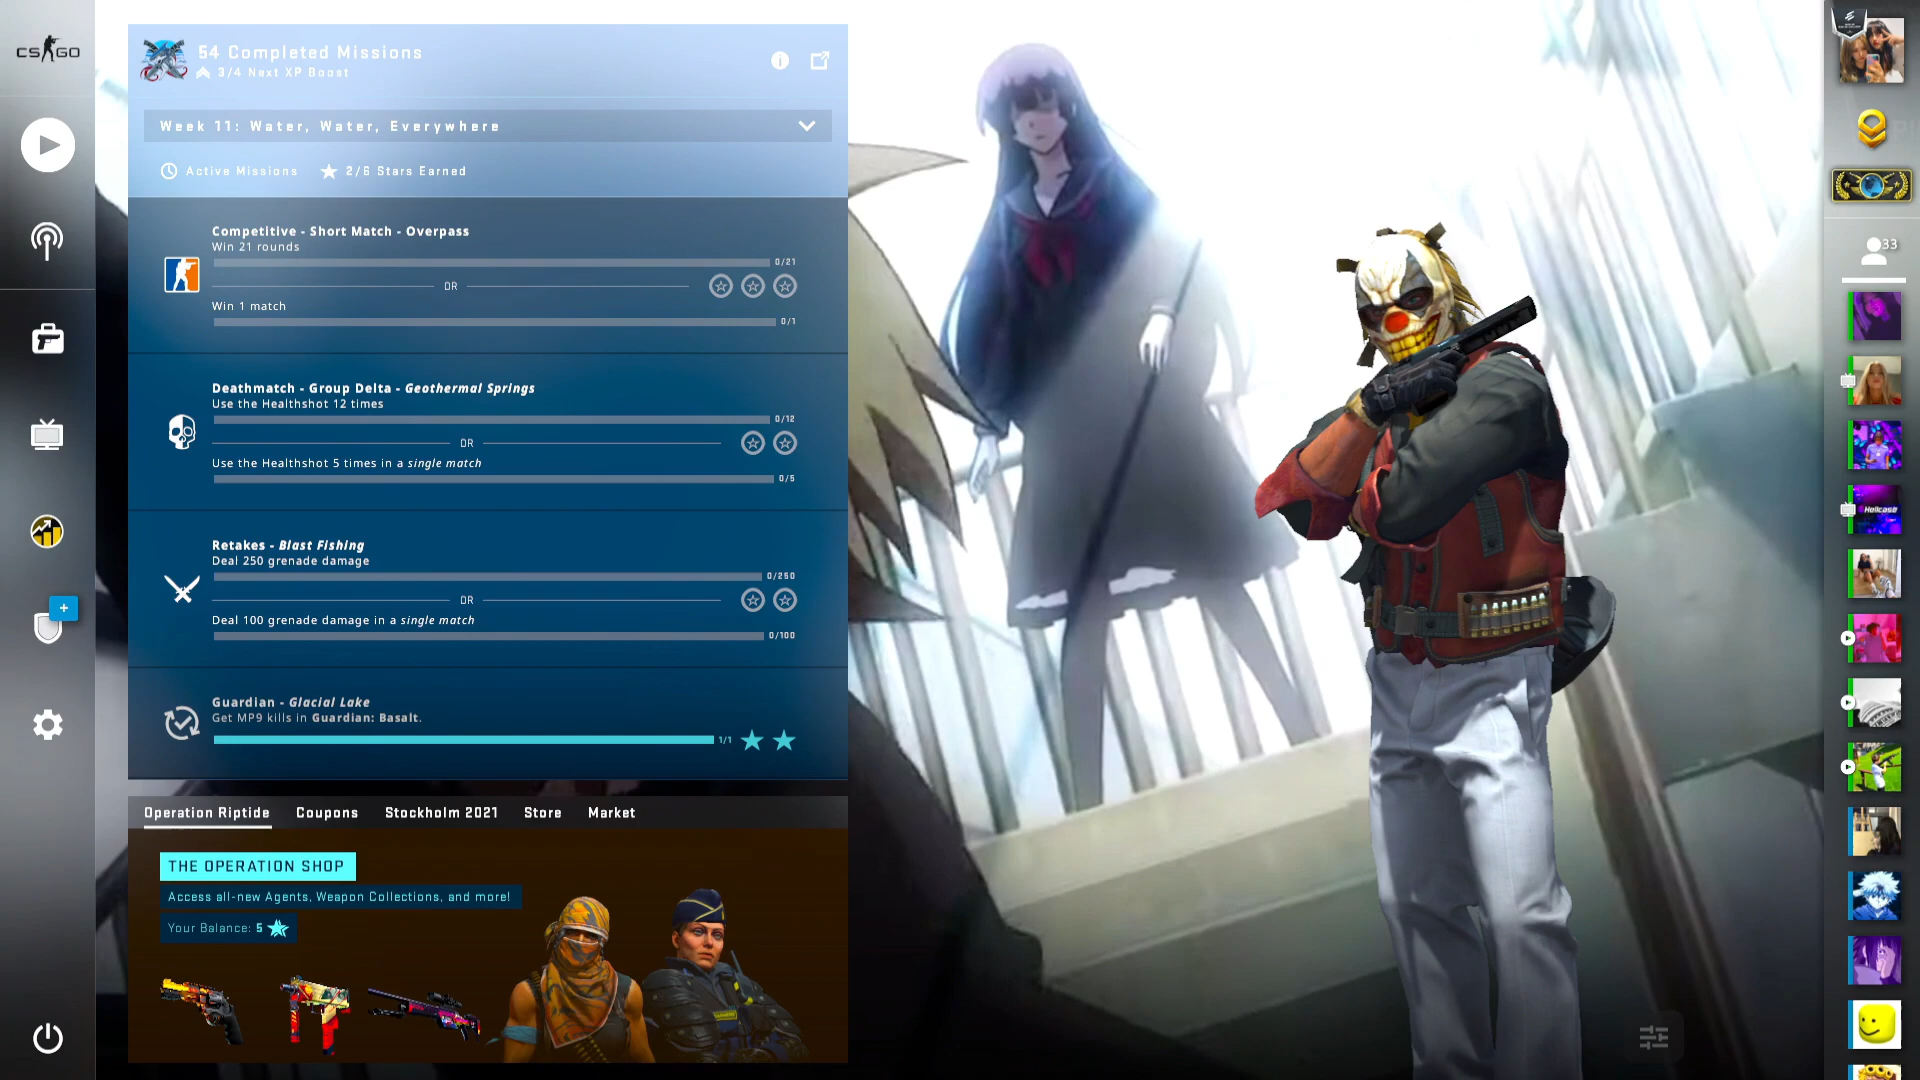 CS GO
54 Completed Missions
3/4 Next XP Boost
Week 11: Water, Water, Everywhere
Active Missions
2/6 Stars Earned
Competitive - Short Match - Overpass
Win 21 rounds
0/21
OR
Win 1 match
0/1
Deathmatch - Group Delta - Geothermal Springs
Use the Healthshot 12 times
0/12
OR
Use the Healthshot 5 times in a single match
0/5
Retakes - Blast Fishing
Deal 250 grenade damage
0/250
OR
Deal 100 grenade damage in a single match
0/100
Guardian - Glacial Lake
Get MP9 kills in Guardian: Basalt.
1/1
Operation Riptide Coupons Stockholm 2021 Store Market
THE OPERATION SHOP
Access all-new Agents, Weapon Collections, and more!
Your Balance: 5
33
Hellcase